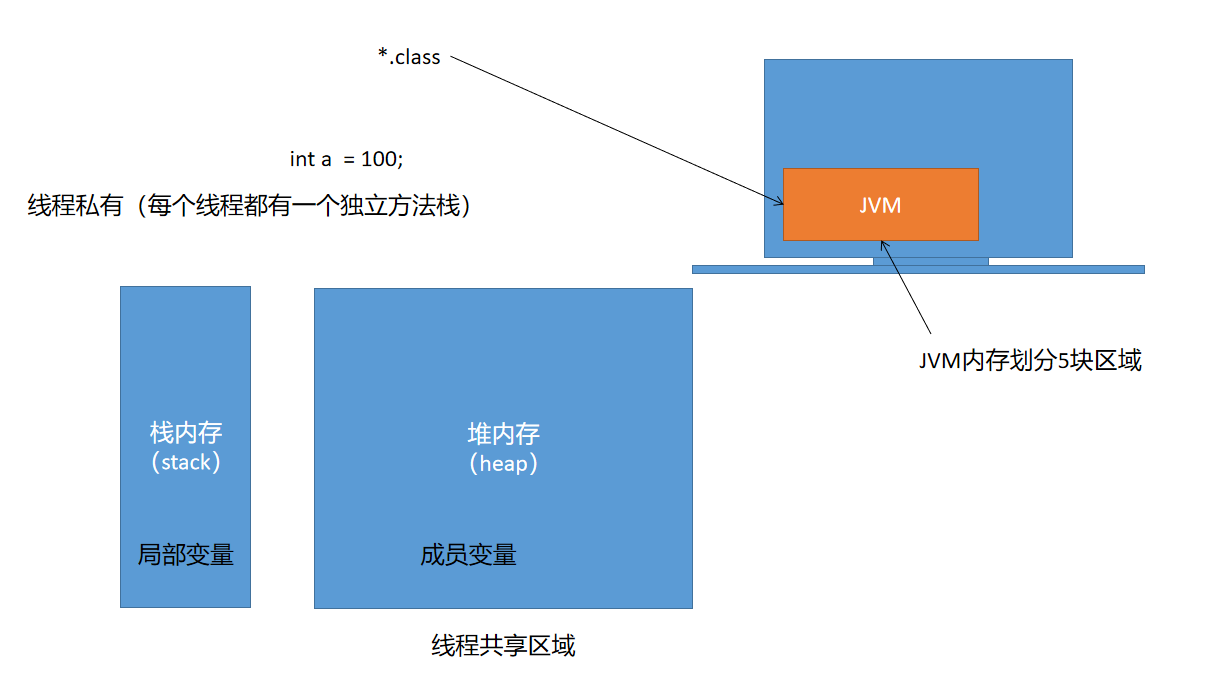 *.class
int a  = 100;
线程私有（每个线程都有一个独立方法栈）
JVM
JVM内存划分5块区域
栈内存
（stack）
堆内存
（heap）
局部变量
成员变量
线程共享区域